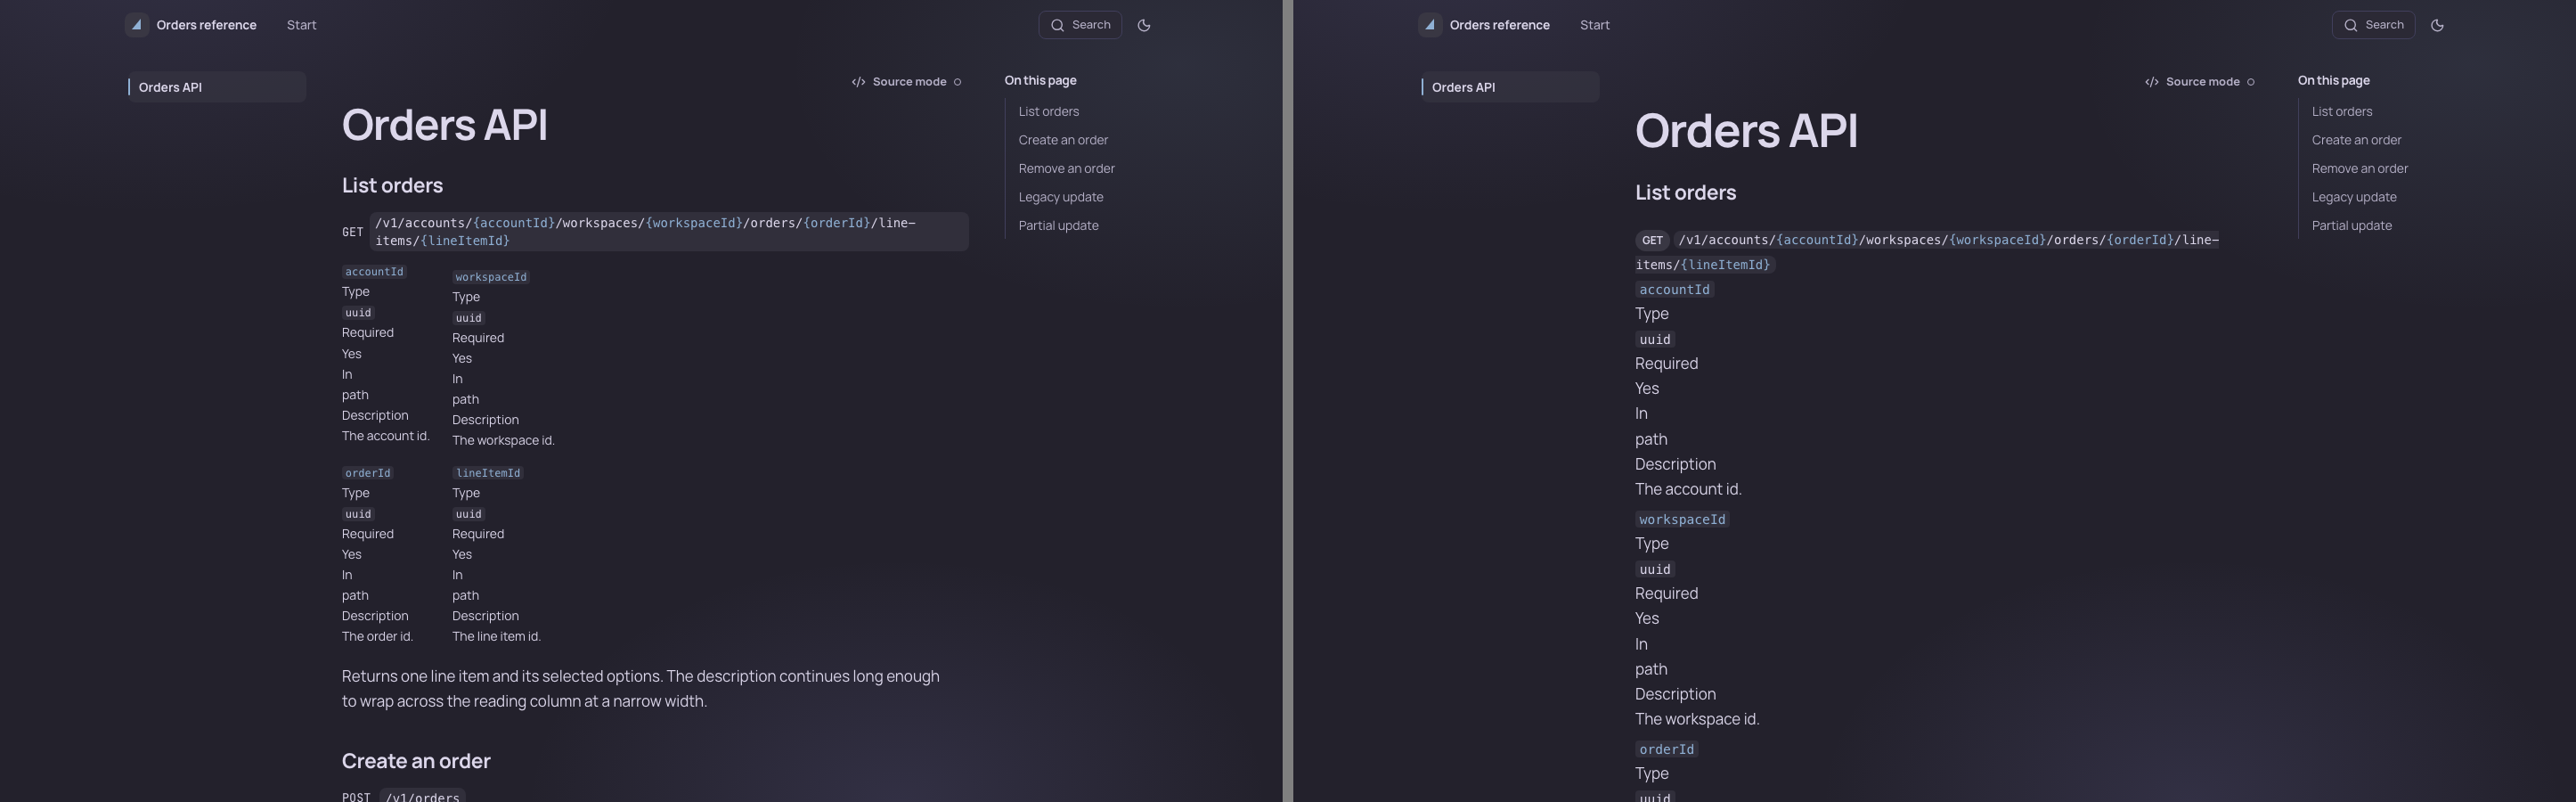 Orders reference
Start
Search
Orders API
Source mode
On this page
List orders
Create an order
Remove an order
Legacy update
Partial update
Orders API
List orders
GET /v1/accounts/{accountId}/workspaces/{workspaceId}/orders/{orderId}/line-
items/{lineItemId}
accountId
Type
uuid
Required
Yes
In
path
Description
The account id.
workspaceId
Type
uuid
Required
Yes
In
path
Description
The workspace id.
orderId
Type
uuid
Required
Yes
In
path
Description
The order id.
lineItemId
Type
uuid
Required
Yes
In
path
Description
The line item id.
Returns one line item and its selected options. The description continues long enough
to wrap across the reading column at a narrow width.
Create an order
POST /v1/orders
Orders reference
Start
Search
Orders API
Source mode
On this page
List orders
Create an order
Remove an order
Legacy update
Partial update
Orders API
List orders
GET /v1/accounts/{accountId}/workspaces/{workspaceId}/orders/{orderId}/line-
items/{lineItemId}
accountId
Type
uuid
Required
Yes
In
path
Description
The account id.
workspaceId
Type
uuid
Required
Yes
In
path
Description
The workspace id.
orderId
Type
uuid